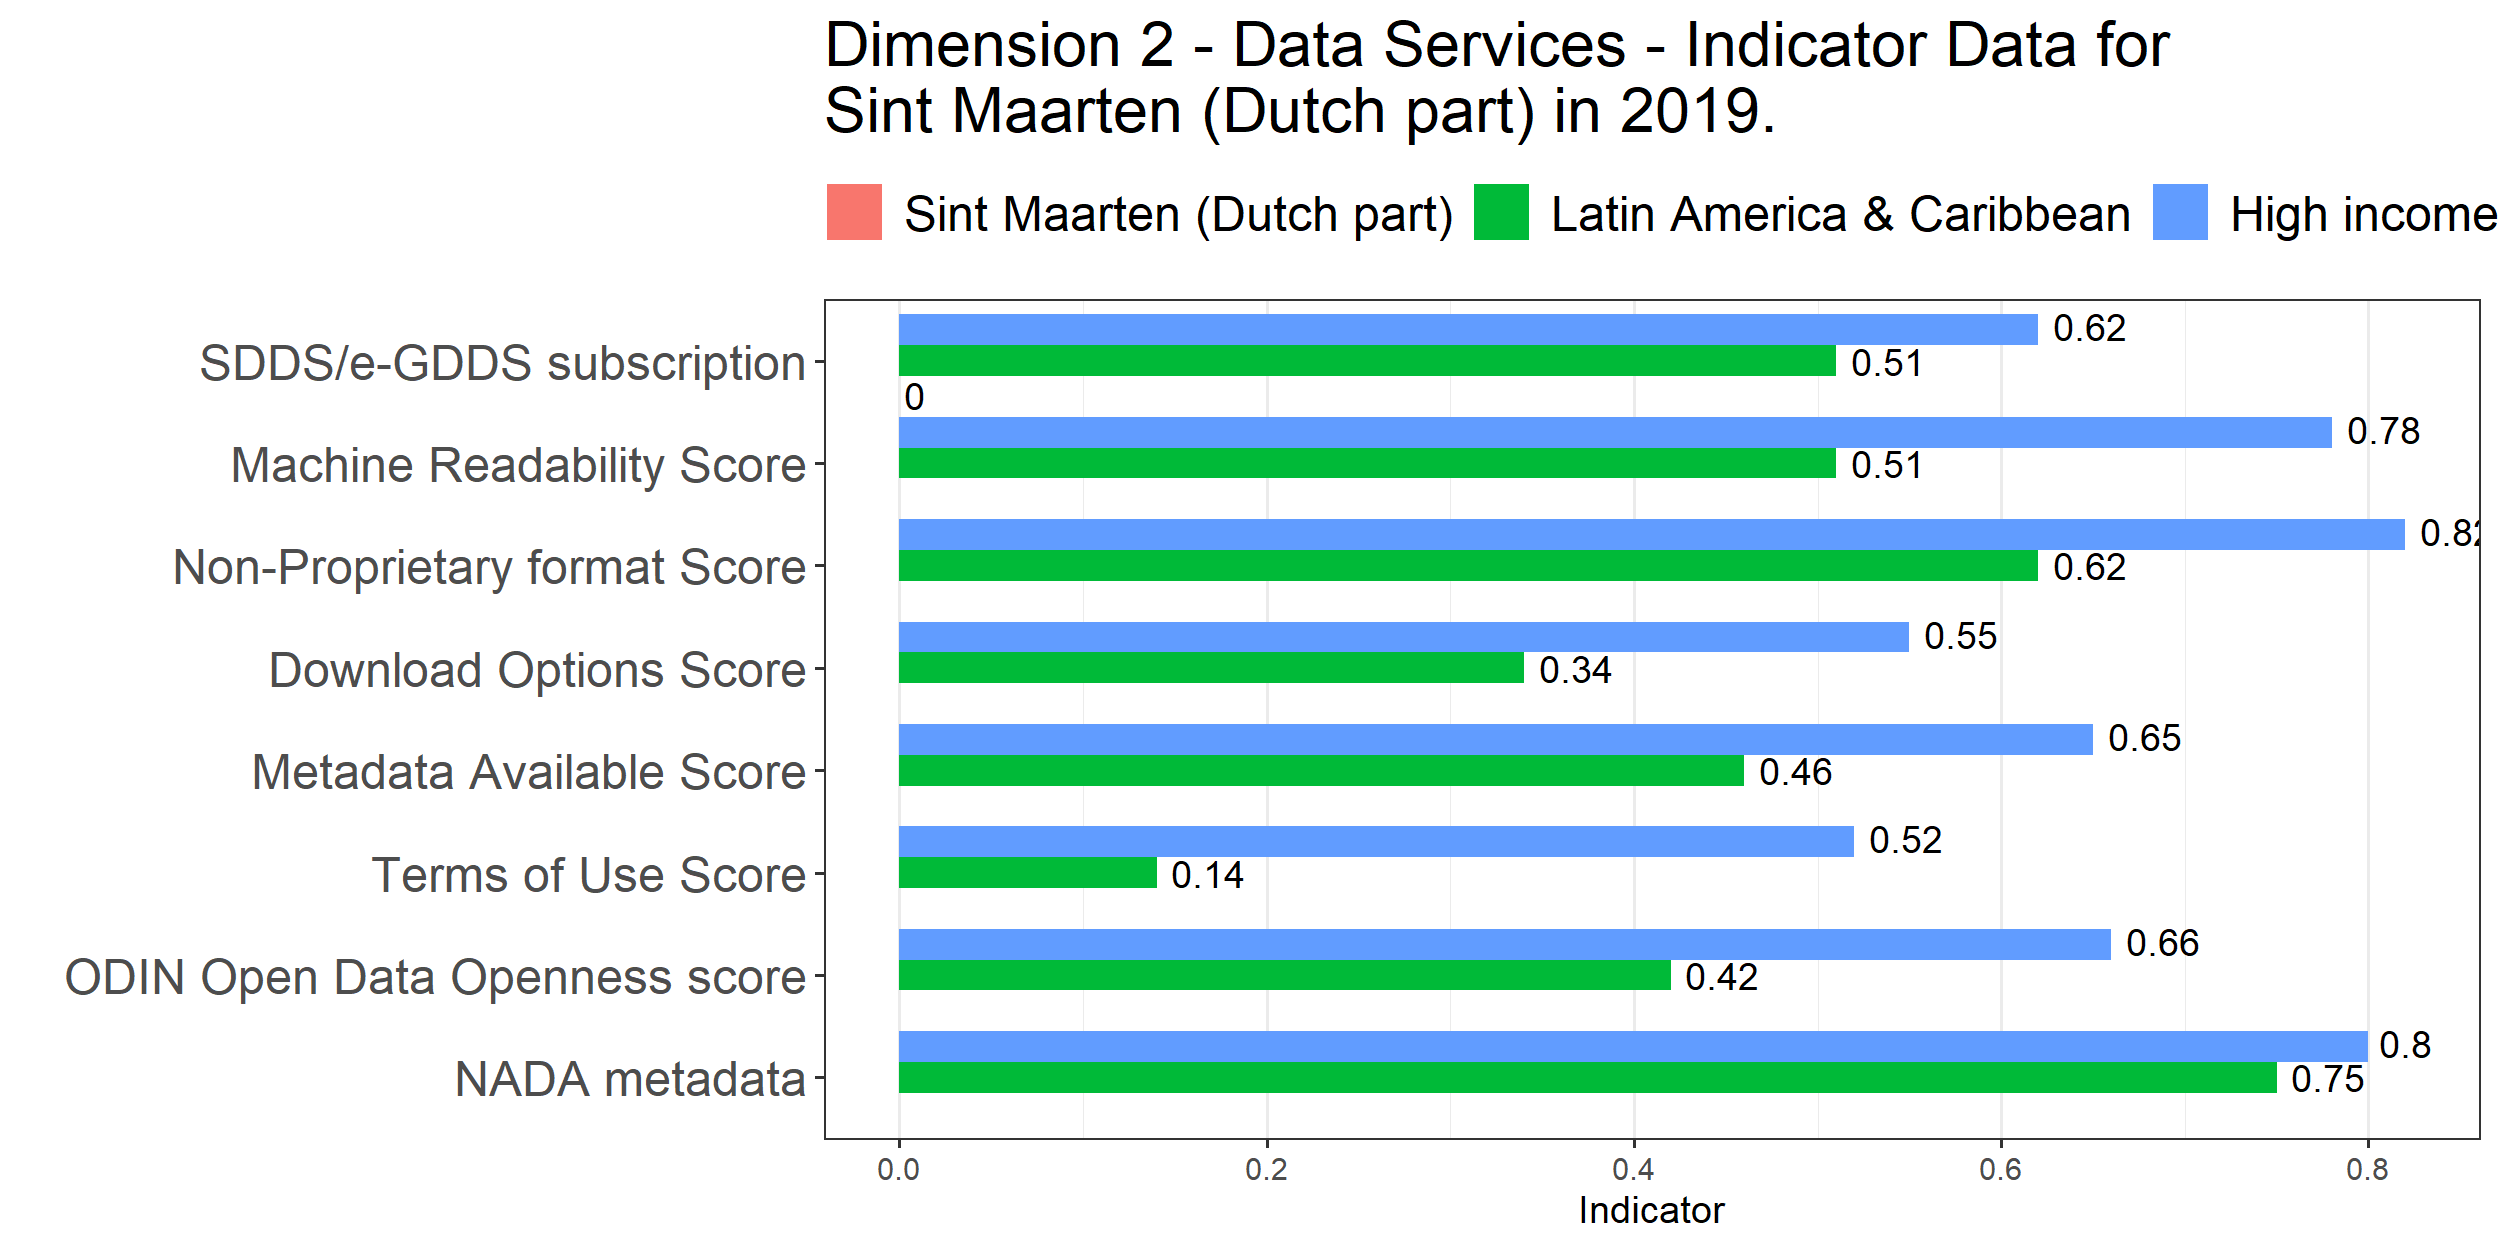 Dimension 2 - Data Services - Indicator Data for
Sint Maarten (Dutch part) in 2019.
Sint Maarten (Dutch part) Latin America & Caribbean High income
SDDS/e-GDDS subscription
0.62
0.51
0
Machine Readability Score
0.78
0.51
Non-Proprietary format Score
0.82
0.62
Download Options Score
0.55
0.34
Metadata Available Score
0.65
0.46
Terms of Use Score
0.52
0.14
ODIN Open Data Openness score
0.66
0.42
NADA metadata
0.8
0.75
0.0 0.2 0.4 0.6 0.8
Indicator